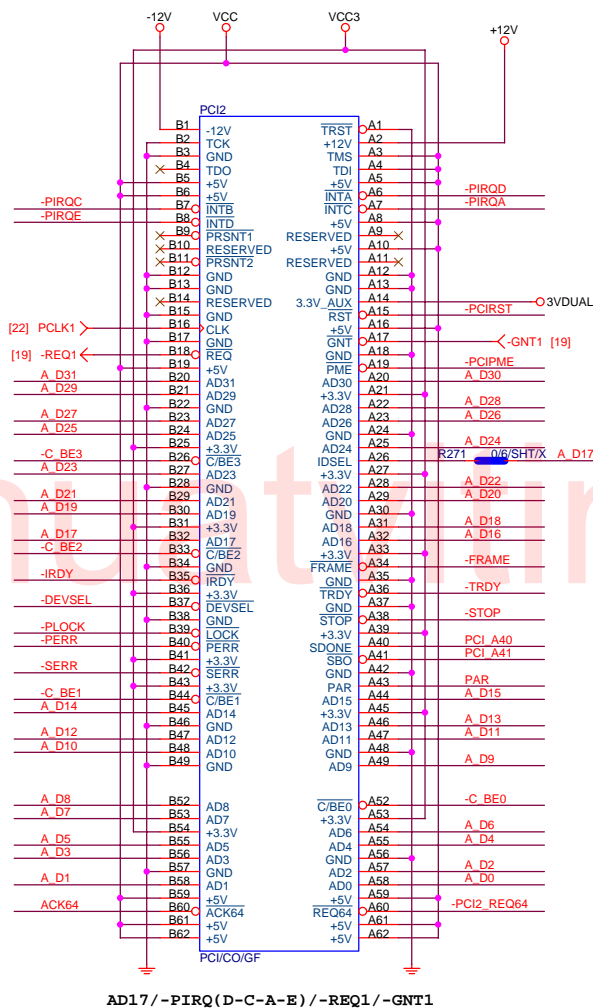 -12V VCC VCC3 +12V
PCI2
B1 -12V TRST A1
B2 TCK +12V A2
B3 GND TMS A3
B4 TDO TDI A4
B5 +5V +5V A5
B6 +5V INTA A6 -PIRQD
-PIRQC B7 INTB INTC A7 -PIRQA
-PIRQE B8 INTD +5V A8
B9 PRSNT1 RESERVED A9
B10 RESERVED +5V A10
B11 PRSNT2 RESERVED A11
B12 GND GND A12
B13 GND GND A13
B14 RESERVED 3.3V_AUX A14 3VDUAL
B15 GND RST A15 -PCIRST
[22] PCLK1 B16 CLK +5V A16
B17 GND GNT A17 -GNT1 [19]
[19] -REQ1 B18 REQ GND A18
B19 +5V PME A19 -PCIPME
A_D31 B20 AD31 AD30 A20 A_D30
A_D29 B21 AD29 +3.3V A21
B22 GND AD28 A22 A_D28
A_D27 B23 AD27 AD26 A23 A_D26
A_D25 B24 AD25 GND A24
B25 +3.3V AD24 A25 A_D24
-C_BE3 B26 C/BE3 IDSEL A26 R271 0/6/SHT/X A_D17
A_D23 B27 AD23 +3.3V A27
B28 GND AD22 A28 A_D22
A_D21 B29 AD21 AD20 A29 A_D20
A_D19 B30 AD19 GND A30
B31 +3.3V AD18 A31 A_D18
A_D17 B32 AD17 AD16 A32 A_D16
-C_BE2 B33 C/BE2 +3.3V A33
B34 GND FRAME A34 -FRAME
-IRDY B35 IRDY GND A35
B36 +3.3V TRDY A36 -TRDY
-DEVSEL B37 DEVSEL GND A37
B38 GND STOP A38 -STOP
-PLOCK B39 LOCK +3.3V A39
-PERR B40 PERR SDONE A40 PCI_A40
B41 +3.3V SBO A41 PCI_A41
-SERR B42 SERR GND A42
B43 +3.3V PAR A43 PAR
-C_BE1 B44 C/BE1 AD15 A44 A_D15
A_D14 B45 AD14 +3.3V A45
B46 GND AD13 A46 A_D13
A_D12 B47 AD12 AD11 A47 A_D11
A_D10 B48 AD10 GND A48
B49 GND AD9 A49 A_D9
A_D8 B52 AD8 C/BE0 A52 -C_BE0
A_D7 B53 AD7 +3.3V A53
B54 +3.3V AD6 A54 A_D6
A_D5 B55 AD5 AD4 A55 A_D4
A_D3 B56 AD3 GND A56
B57 GND AD2 A57 A_D2
A_D1 B58 AD1 AD0 A58 A_D0
B59 +5V +5V A59
ACK64 B60 ACK64 REQ64 A60 -PCI2_REQ64
B61 +5V +5V A61
B62 +5V +5V A62
PCI/CO/GF
AD17/-PIRQ(D-C-A-E)/-REQ1/-GNT1